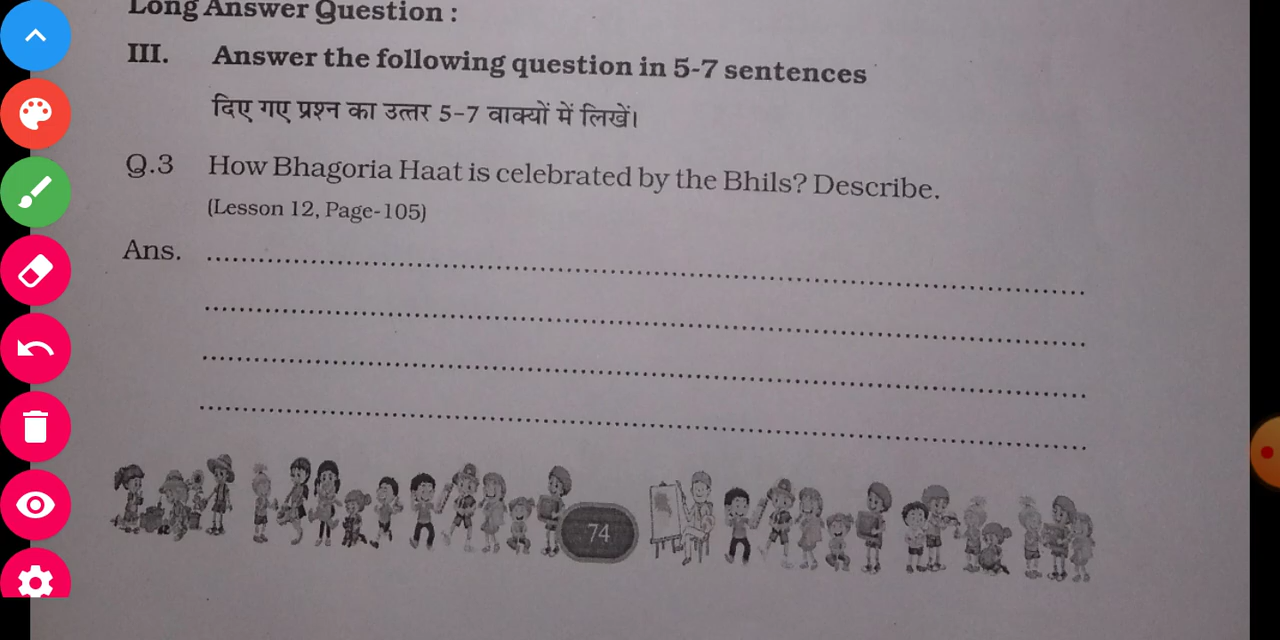 Long Answer Question :
III. Answer the following question in 5-7 sentences
दिए गए प्रश्न का उत्तर 5-7 वाक्यों में लिखें।
Q.3 How Bhagoria Haat is celebrated by the Bhils? Describe.
(Lesson 12, Page-105)
Ans.
74